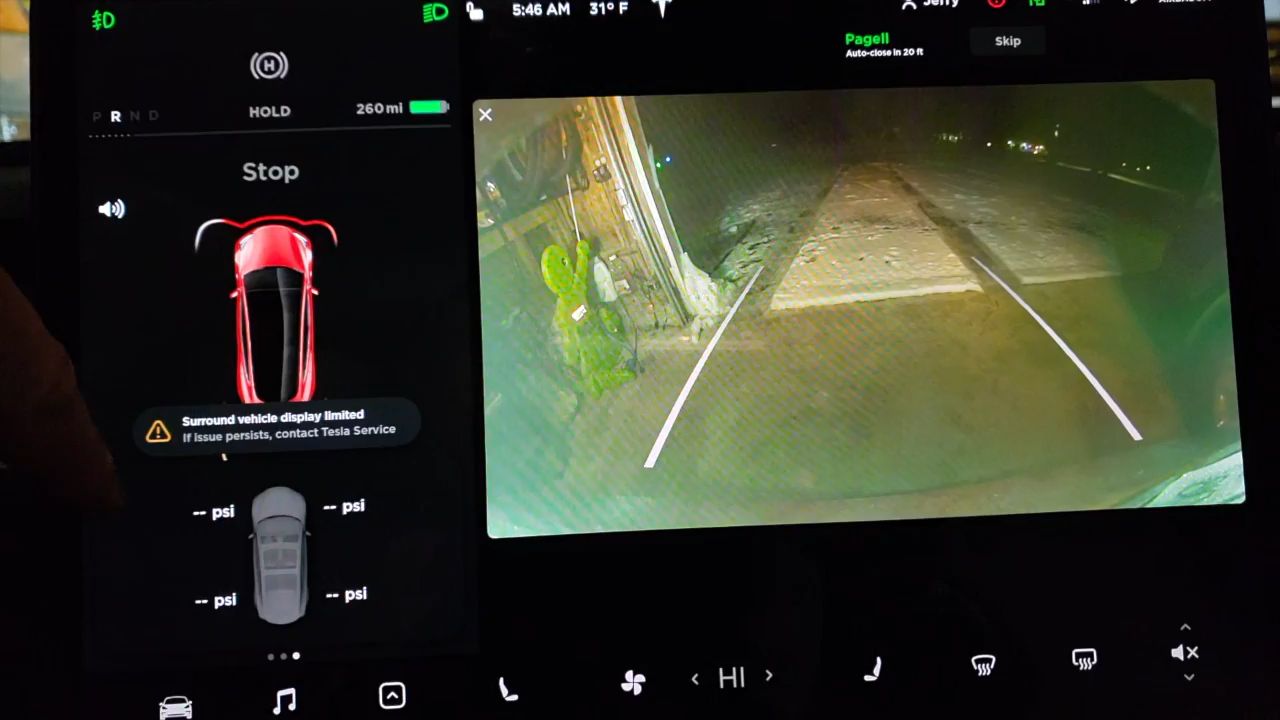 5:46 AM 31° F
Jerry
Pagell
Auto-close in 20 ft
Skip
P R N D
HOLD
260 mi
Stop
Surround vehicle display limited
If issue persists, contact Tesla Service
-- psi -- psi
-- psi -- psi
HI